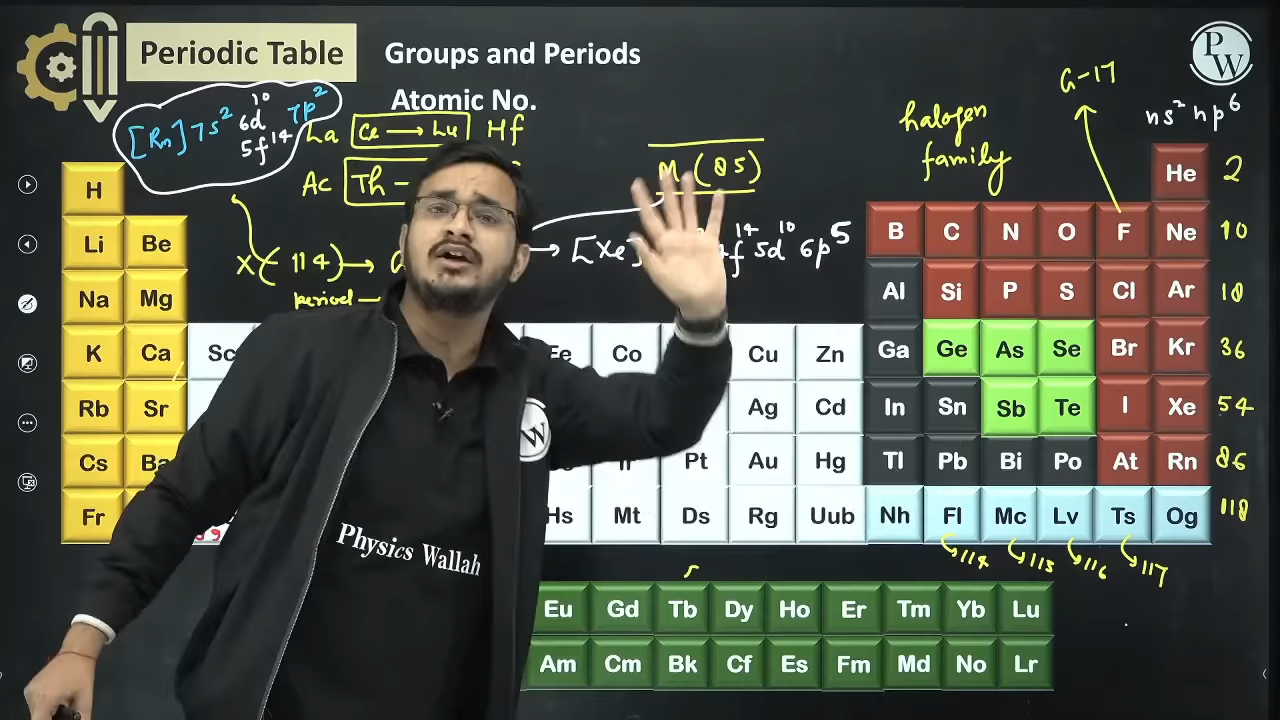 Periodic Table
Groups and Periods
Atomic No.
PW
[Rn] 7s² 6d¹⁰ 5f¹⁴ 7p²
La Ce → Lu Hf
Ac Th –
M (85)
halogen
family
G-17
ns² np⁶
X (114) →
period –
→ [Xe] 5d¹⁰ 6p⁵
H He 2
Li Be B C N O F Ne 10
Na Mg Al Si P S Cl Ar 18
K Ca Sc Fe Co Cu Zn Ga Ge As Se Br Kr 36
Rb Sr Ag Cd In Sn Sb Te I Xe 54
Cs Ba Ir Pt Au Hg Tl Pb Bi Po At Rn 86
Fr Hs Mt Ds Rg Uub Nh Fl Mc Lv Ts Og 118
114 115 116 117
Eu Gd Tb Dy Ho Er Tm Yb Lu
Am Cm Bk Cf Es Fm Md No Lr
W
Physics Wallah